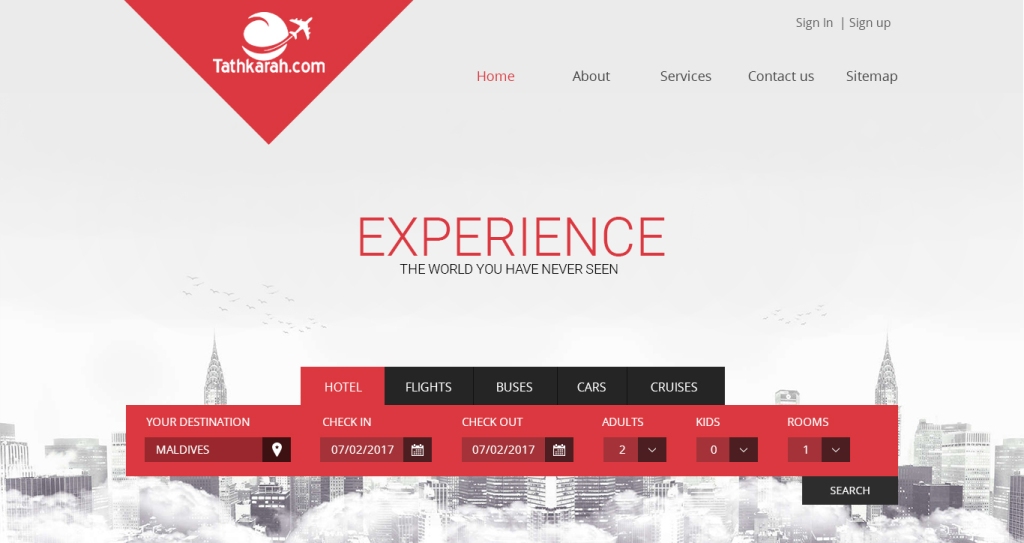 Tathkarah.com
Sign In | Sign up
Home About Services Contact us Sitemap
EXPERIENCE
THE WORLD YOU HAVE NEVER SEEN
HOTEL FLIGHTS BUSES CARS CRUISES
YOUR DESTINATION CHECK IN CHECK OUT ADULTS KIDS ROOMS
MALDIVES 07/02/2017 07/02/2017 2 0 1
SEARCH